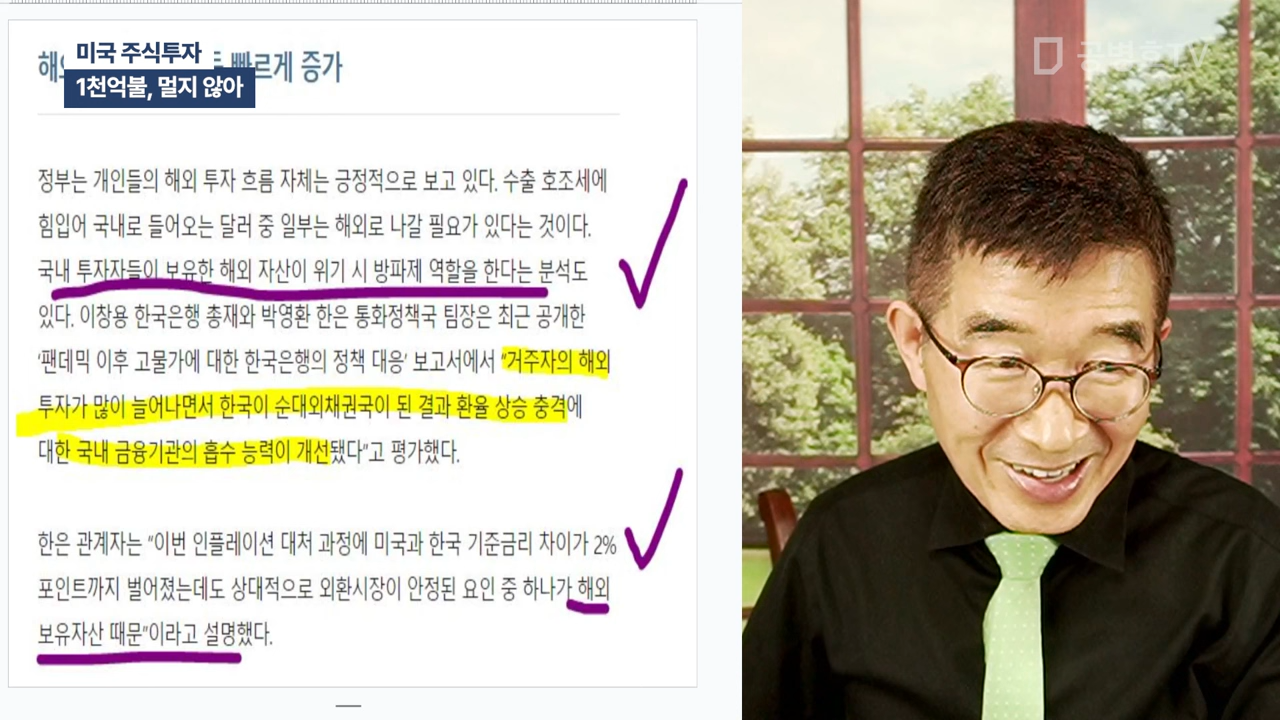 미국 주식투자
1천억불, 멀지 않아
해외 빠르게 증가
공병호TV
정부는 개인들의 해외 투자 흐름 자체는 긍정적으로 보고 있다. 수출 호조세에
힘입어 국내로 들어오는 달러 중 일부는 해외로 나갈 필요가 있다는 것이다.
국내 투자자들이 보유한 해외 자산이 위기 시 방파제 역할을 한다는 분석도
있다. 이창용 한국은행 총재와 박영환 한은 통화정책국 팀장은 최근 공개한
‘팬데믹 이후 고물가에 대한 한국은행의 정책 대응’ 보고서에서 “거주자의 해외
투자가 많이 늘어나면서 한국이 순대외채권국이 된 결과 환율 상승 충격에
대한 국내 금융기관의 흡수 능력이 개선됐다”고 평가했다.
한은 관계자는 “이번 인플레이션 대처 과정에 미국과 한국 기준금리 차이가 2%
포인트까지 벌어졌는데도 상대적으로 외환시장이 안정된 요인 중 하나가 해외
보유자산 때문”이라고 설명했다.